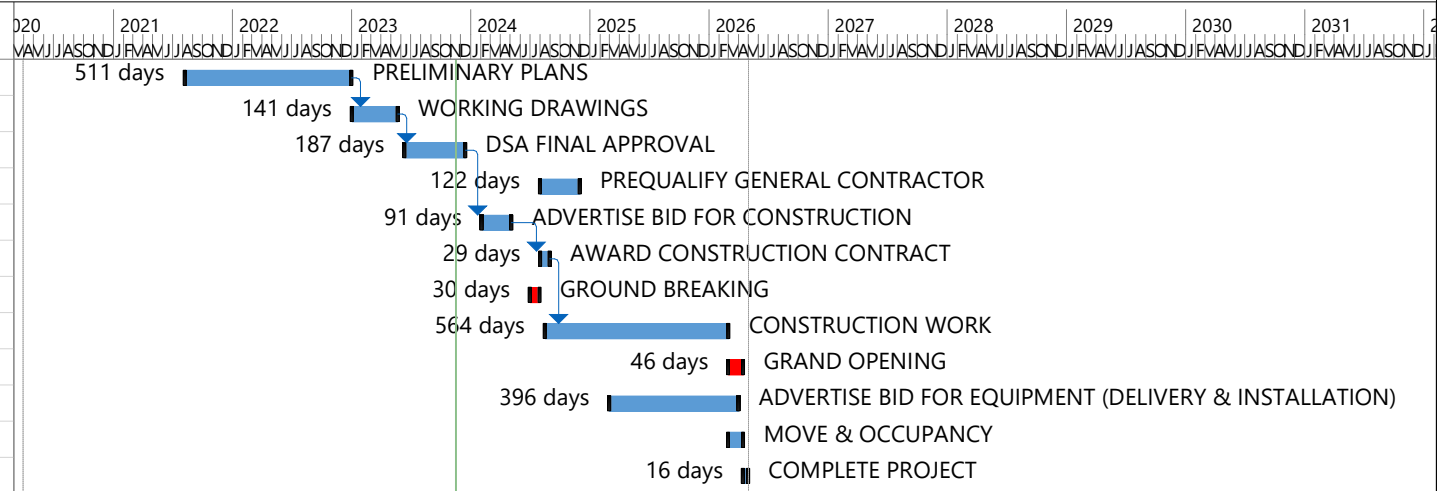 020 2021 2022 2023 2024 2025 2026 2027 2028 2029 2030 2031 2
MAMJJASONDJFMAMJJASONDJFMAMJJASONDJFMAMJJASONDJFMAMJJASONDJFMAMJJASONDJFMAMJJASONDJFMAMJJASONDJFMAMJJASONDJFMAMJJASONDJFMAMJJASONDJFMAMJJASONDJ
511 days PRELIMINARY PLANS
141 days WORKING DRAWINGS
187 days DSA FINAL APPROVAL
122 days PREQUALIFY GENERAL CONTRACTOR
91 days ADVERTISE BID FOR CONSTRUCTION
29 days AWARD CONSTRUCTION CONTRACT
30 days GROUND BREAKING
564 days CONSTRUCTION WORK
46 days GRAND OPENING
396 days ADVERTISE BID FOR EQUIPMENT (DELIVERY & INSTALLATION)
MOVE & OCCUPANCY
16 days COMPLETE PROJECT